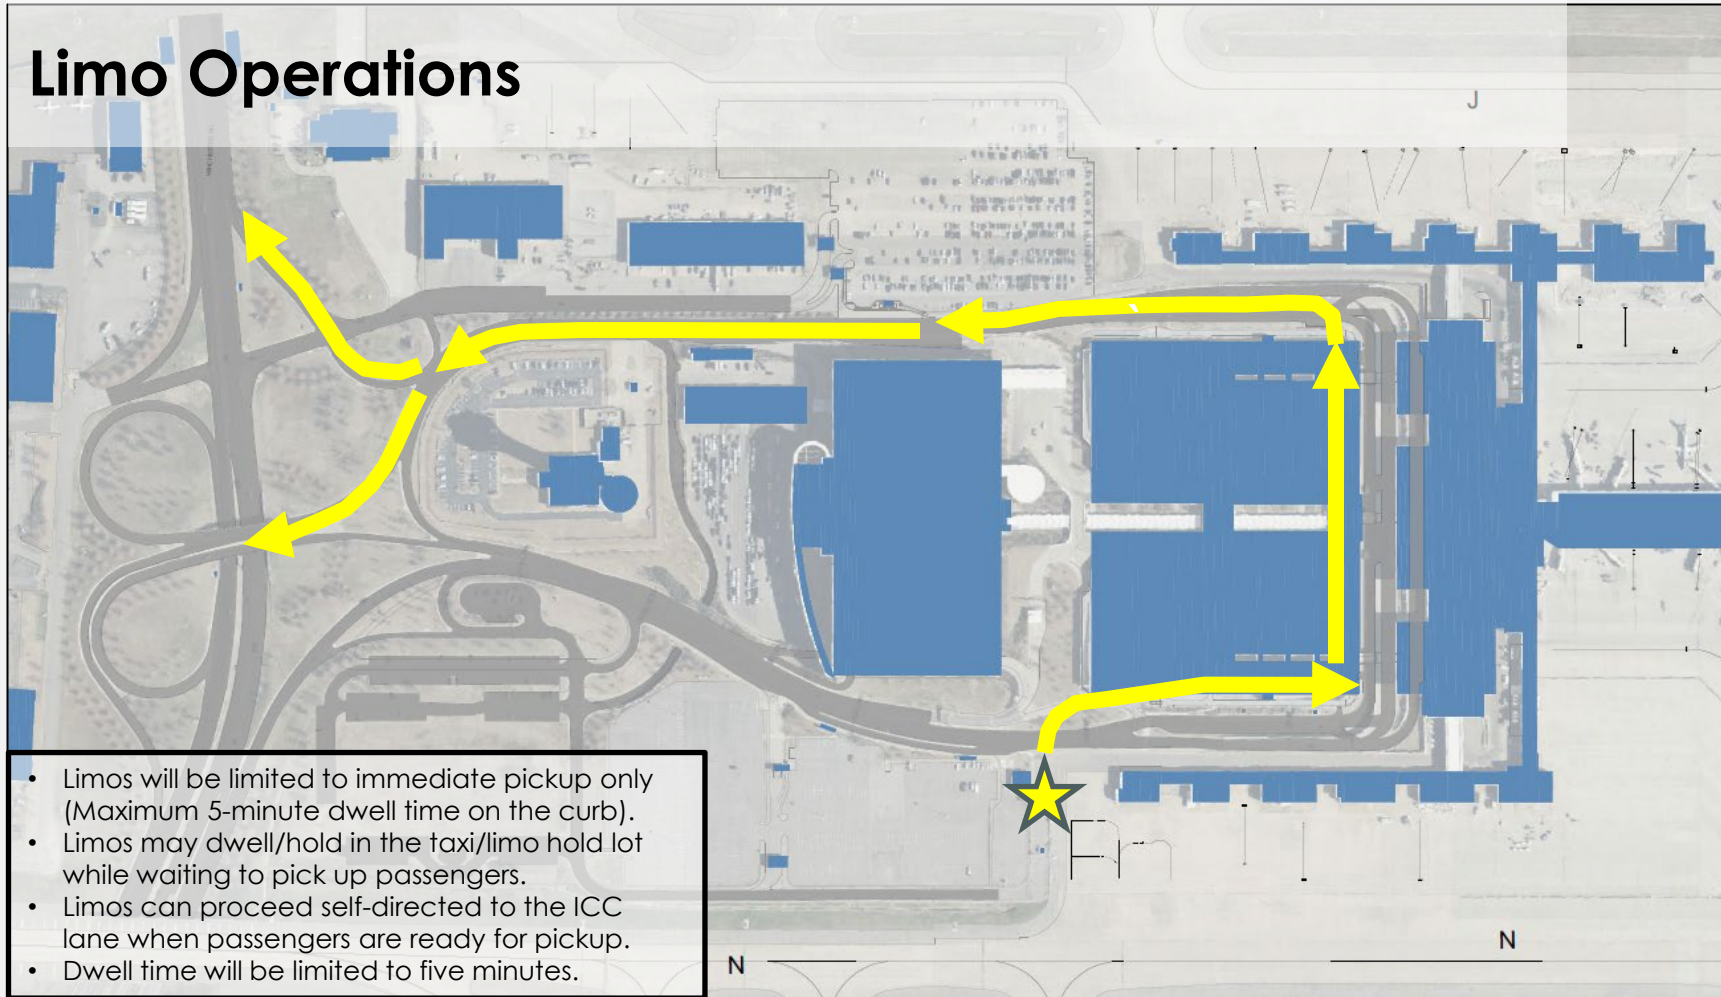 Limo Operations
J
• Limos will be limited to immediate pickup only
(Maximum 5-minute dwell time on the curb).
• Limos may dwell/hold in the taxi/limo hold lot
while waiting to pick up passengers.
• Limos can proceed self-directed to the ICC
lane when passengers are ready for pickup.
• Dwell time will be limited to five minutes.
N
N